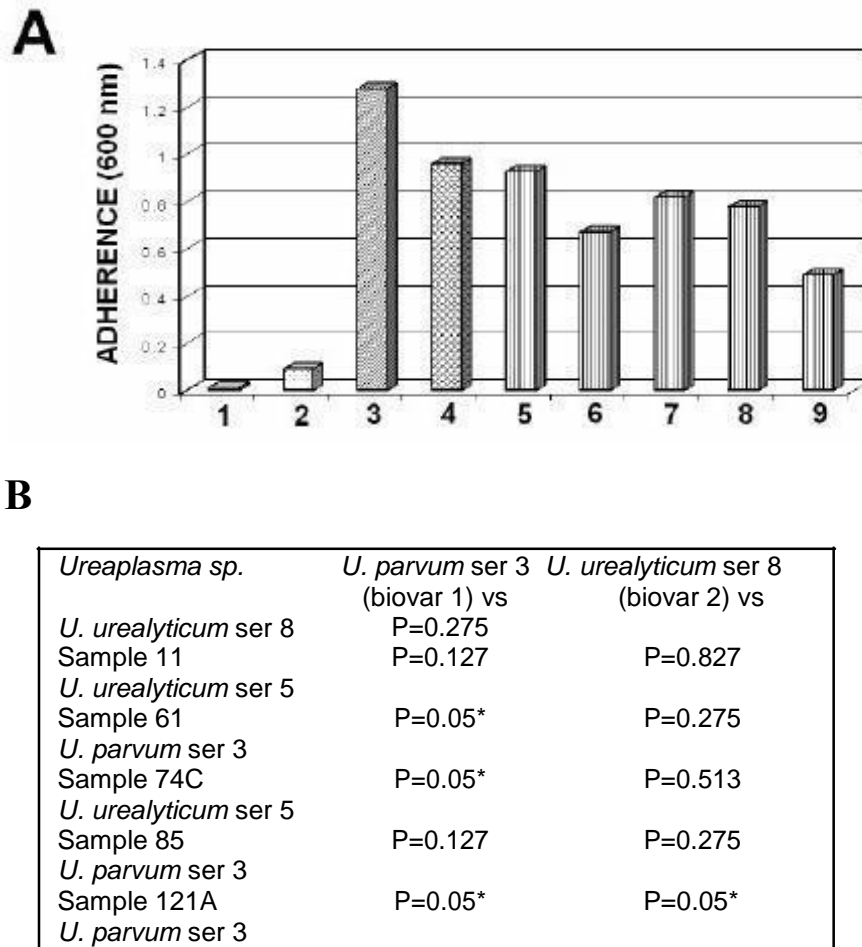 A
ADHERENCE (600 nm)
1.4
1.2
1
0.8
0.6
0.4
0.2
0
1 2 3 4 5 6 7 8 9
B
Ureaplasma sp. U. parvum ser 3 U. urealyticum ser 8
(biovar 1) vs (biovar 2) vs
U. urealyticum ser 8 P=0.275
Sample 11 P=0.127 P=0.827
U. urealyticum ser 5
Sample 61 P=0.05* P=0.275
U. parvum ser 3
Sample 74C P=0.05* P=0.513
U. urealyticum ser 5
Sample 85 P=0.127 P=0.275
U. parvum ser 3
Sample 121A P=0.05* P=0.05*
U. parvum ser 3